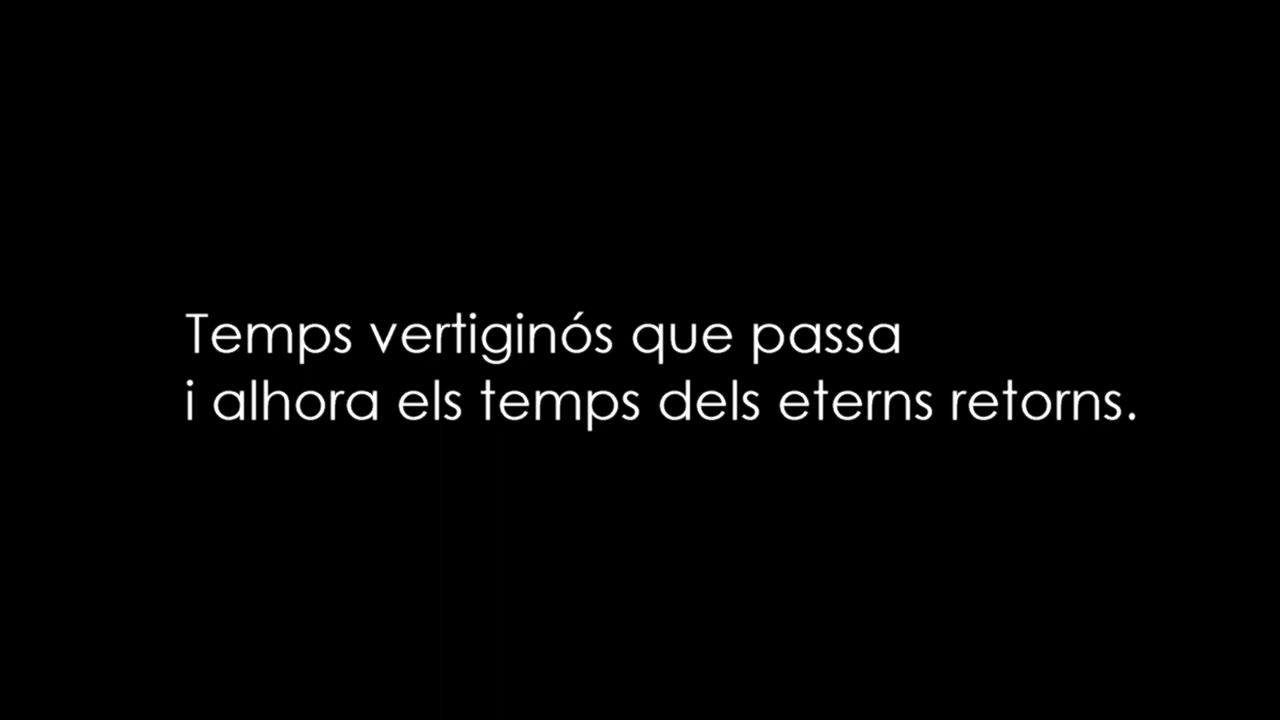 Temps vertiginós que passa
i alhora els temps dels eterns retorns.